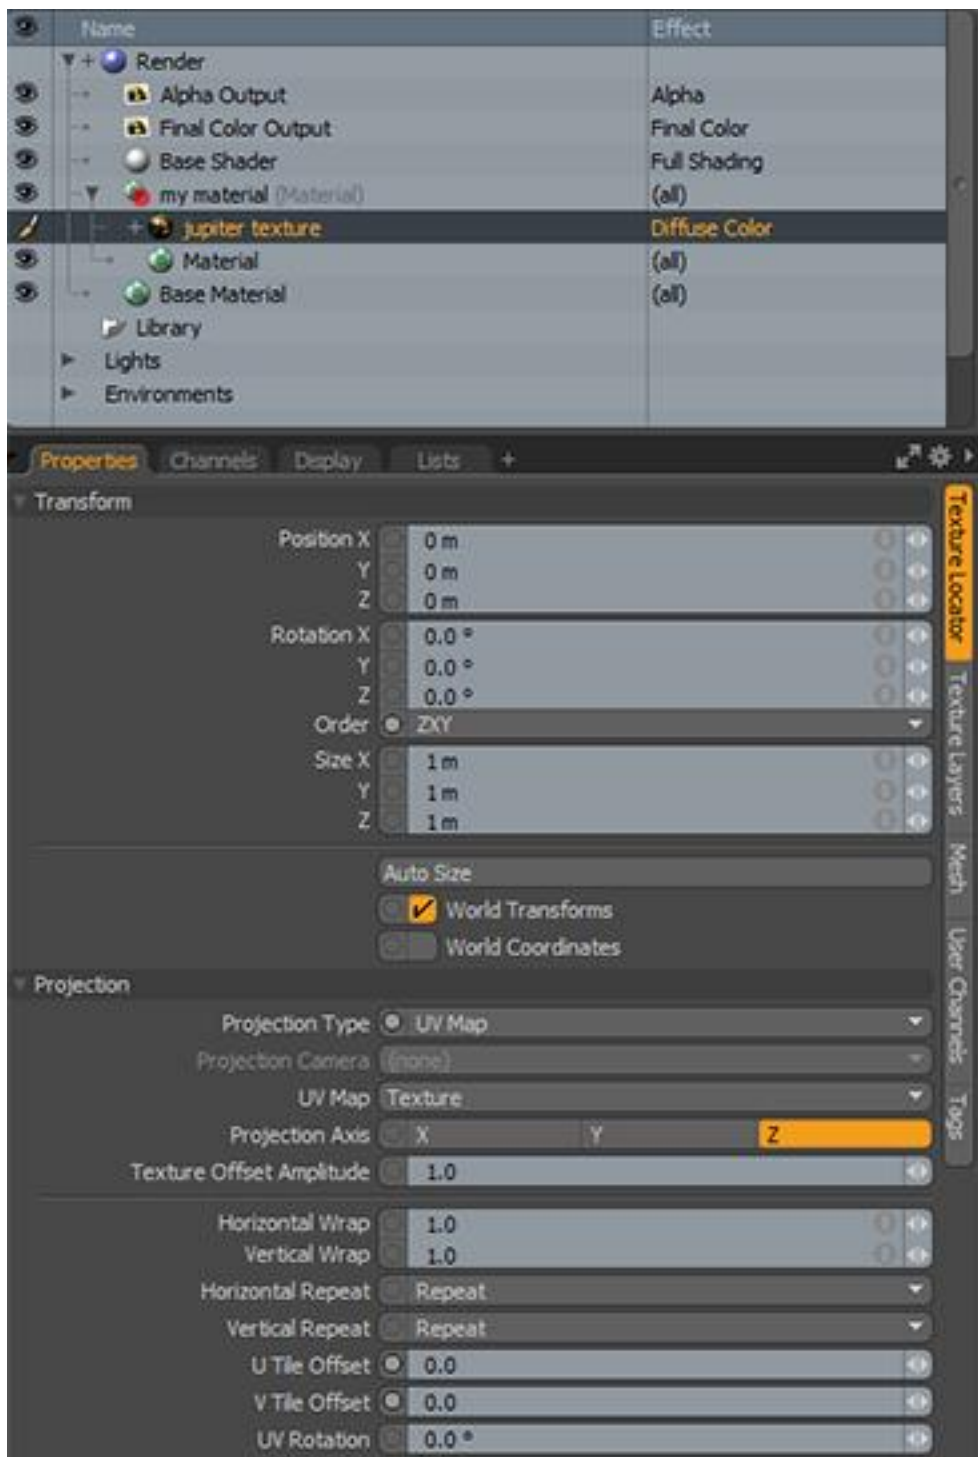 Name Effect
Render
Alpha Output Alpha
Final Color Output Final Color
Base Shader Full Shading
my material (Material) (all)
jupiter texture Diffuse Color
Material (all)
Base Material (all)
Library
Lights
Environments
Properties Channels Display Lists +
Transform
Position X 0 m
Y 0 m
Z 0 m
Rotation X 0.0 °
Y 0.0 °
Z 0.0 °
Order ZXY
Size X 1 m
Y 1 m
Z 1 m
Auto Size
World Transforms
World Coordinates
Projection
Projection Type UV Map
Projection Camera (none)
UV Map Texture
Projection Axis X Y Z
Texture Offset Amplitude 1.0
Horizontal Wrap 1.0
Vertical Wrap 1.0
Horizontal Repeat Repeat
Vertical Repeat Repeat
U Tile Offset 0.0
V Tile Offset 0.0
UV Rotation 0.0 °
Texture Locator
Texture Layers
Mesh
User Channels
Tags